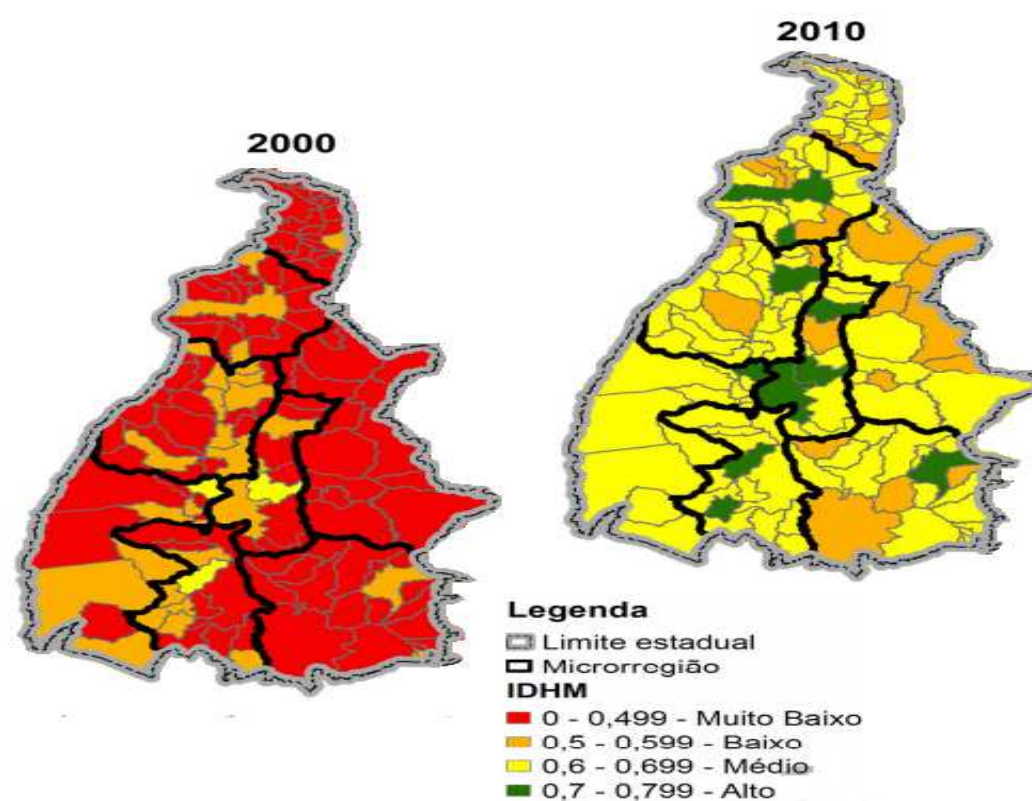 2000
2010
Legenda
Limite estadual
Microrregião
IDHM
0 - 0,499 - Muito Baixo
0,5 - 0,599 - Baixo
0,6 - 0,699 - Médio
0,7 - 0,799 - Alto